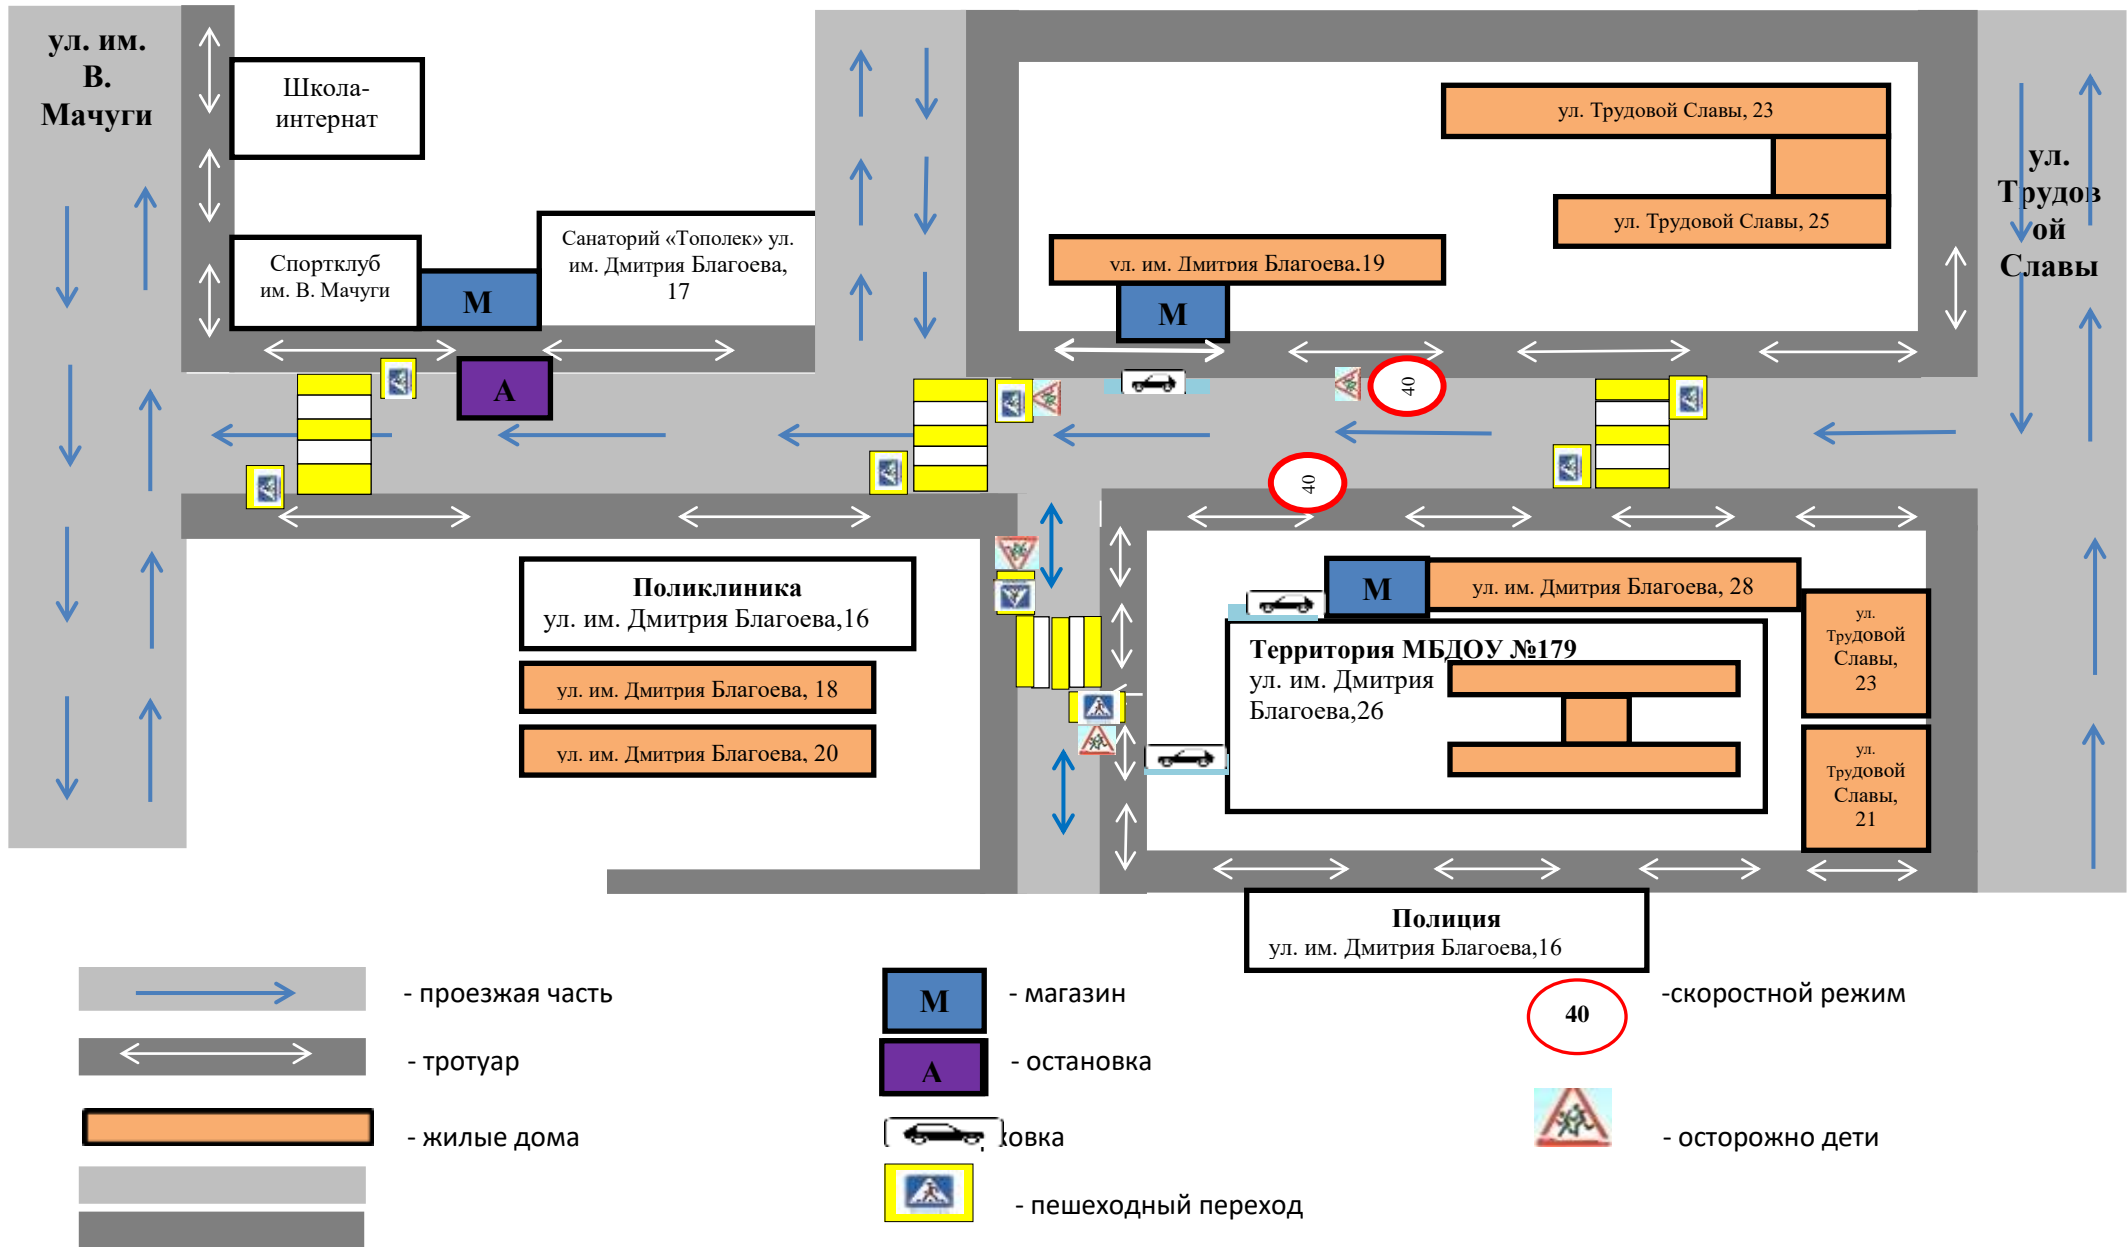 ул. им.
В.
Мачуги
Школа-
интернат
Спортклуб
им. В. Мачуги
М
Санаторий «Тополек» ул.
им. Дмитрия Благоева,
17
А
ул. Трудовой Славы, 23
ул. Трудовой Славы, 25
ул. им. Дмитрия Благоева,19
М
40
40
ул.
Трудов
ой
Славы
Поликлиника
ул. им. Дмитрия Благоева,16
ул. им. Дмитрия Благоева, 18
ул. им. Дмитрия Благоева, 20
М
ул. им. Дмитрия Благоева, 28
Территория МБДОУ №179
ул. им. Дмитрия
Благоева,26
ул.
Трудовой
Славы,
23
ул.
Трудовой
Славы,
21
Полиция
ул. им. Дмитрия Благоева,16
- проезжая часть
- тротуар
- жилые дома
М
- магазин
А
- остановка
- пешеходный переход
40
-скоростной режим
- осторожно дети